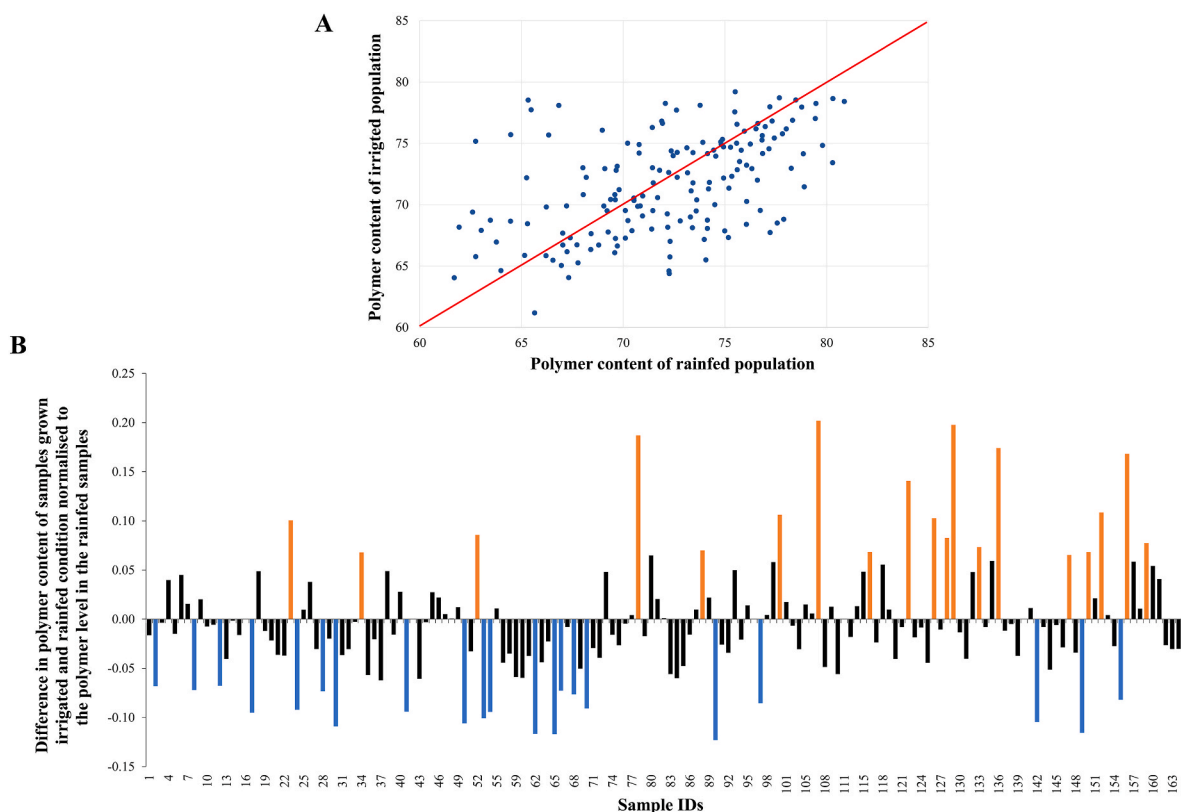 A
Polymer content of irrigted population
85
80
75
70
65
60
60 65 70 75 80 85
Polymer content of rainfed population
B
Difference in polymer content of samples grown
irrigated and rainfed condition normalised to
the polymer level in the rainfed samples
0.25
0.20
0.15
0.10
0.05
0.00
-0.05
-0.10
-0.15
1 4 7 10 13 16 19 22 25 28 31 34 37 40 43 46 49 52 55 59 62 65 68 71 74 77 80 83 86 89 92 95 98 101 105 108 111 115 118 121 124 127 130 133 136 139 142 145 148 151 154 157 160 163
Sample IDs